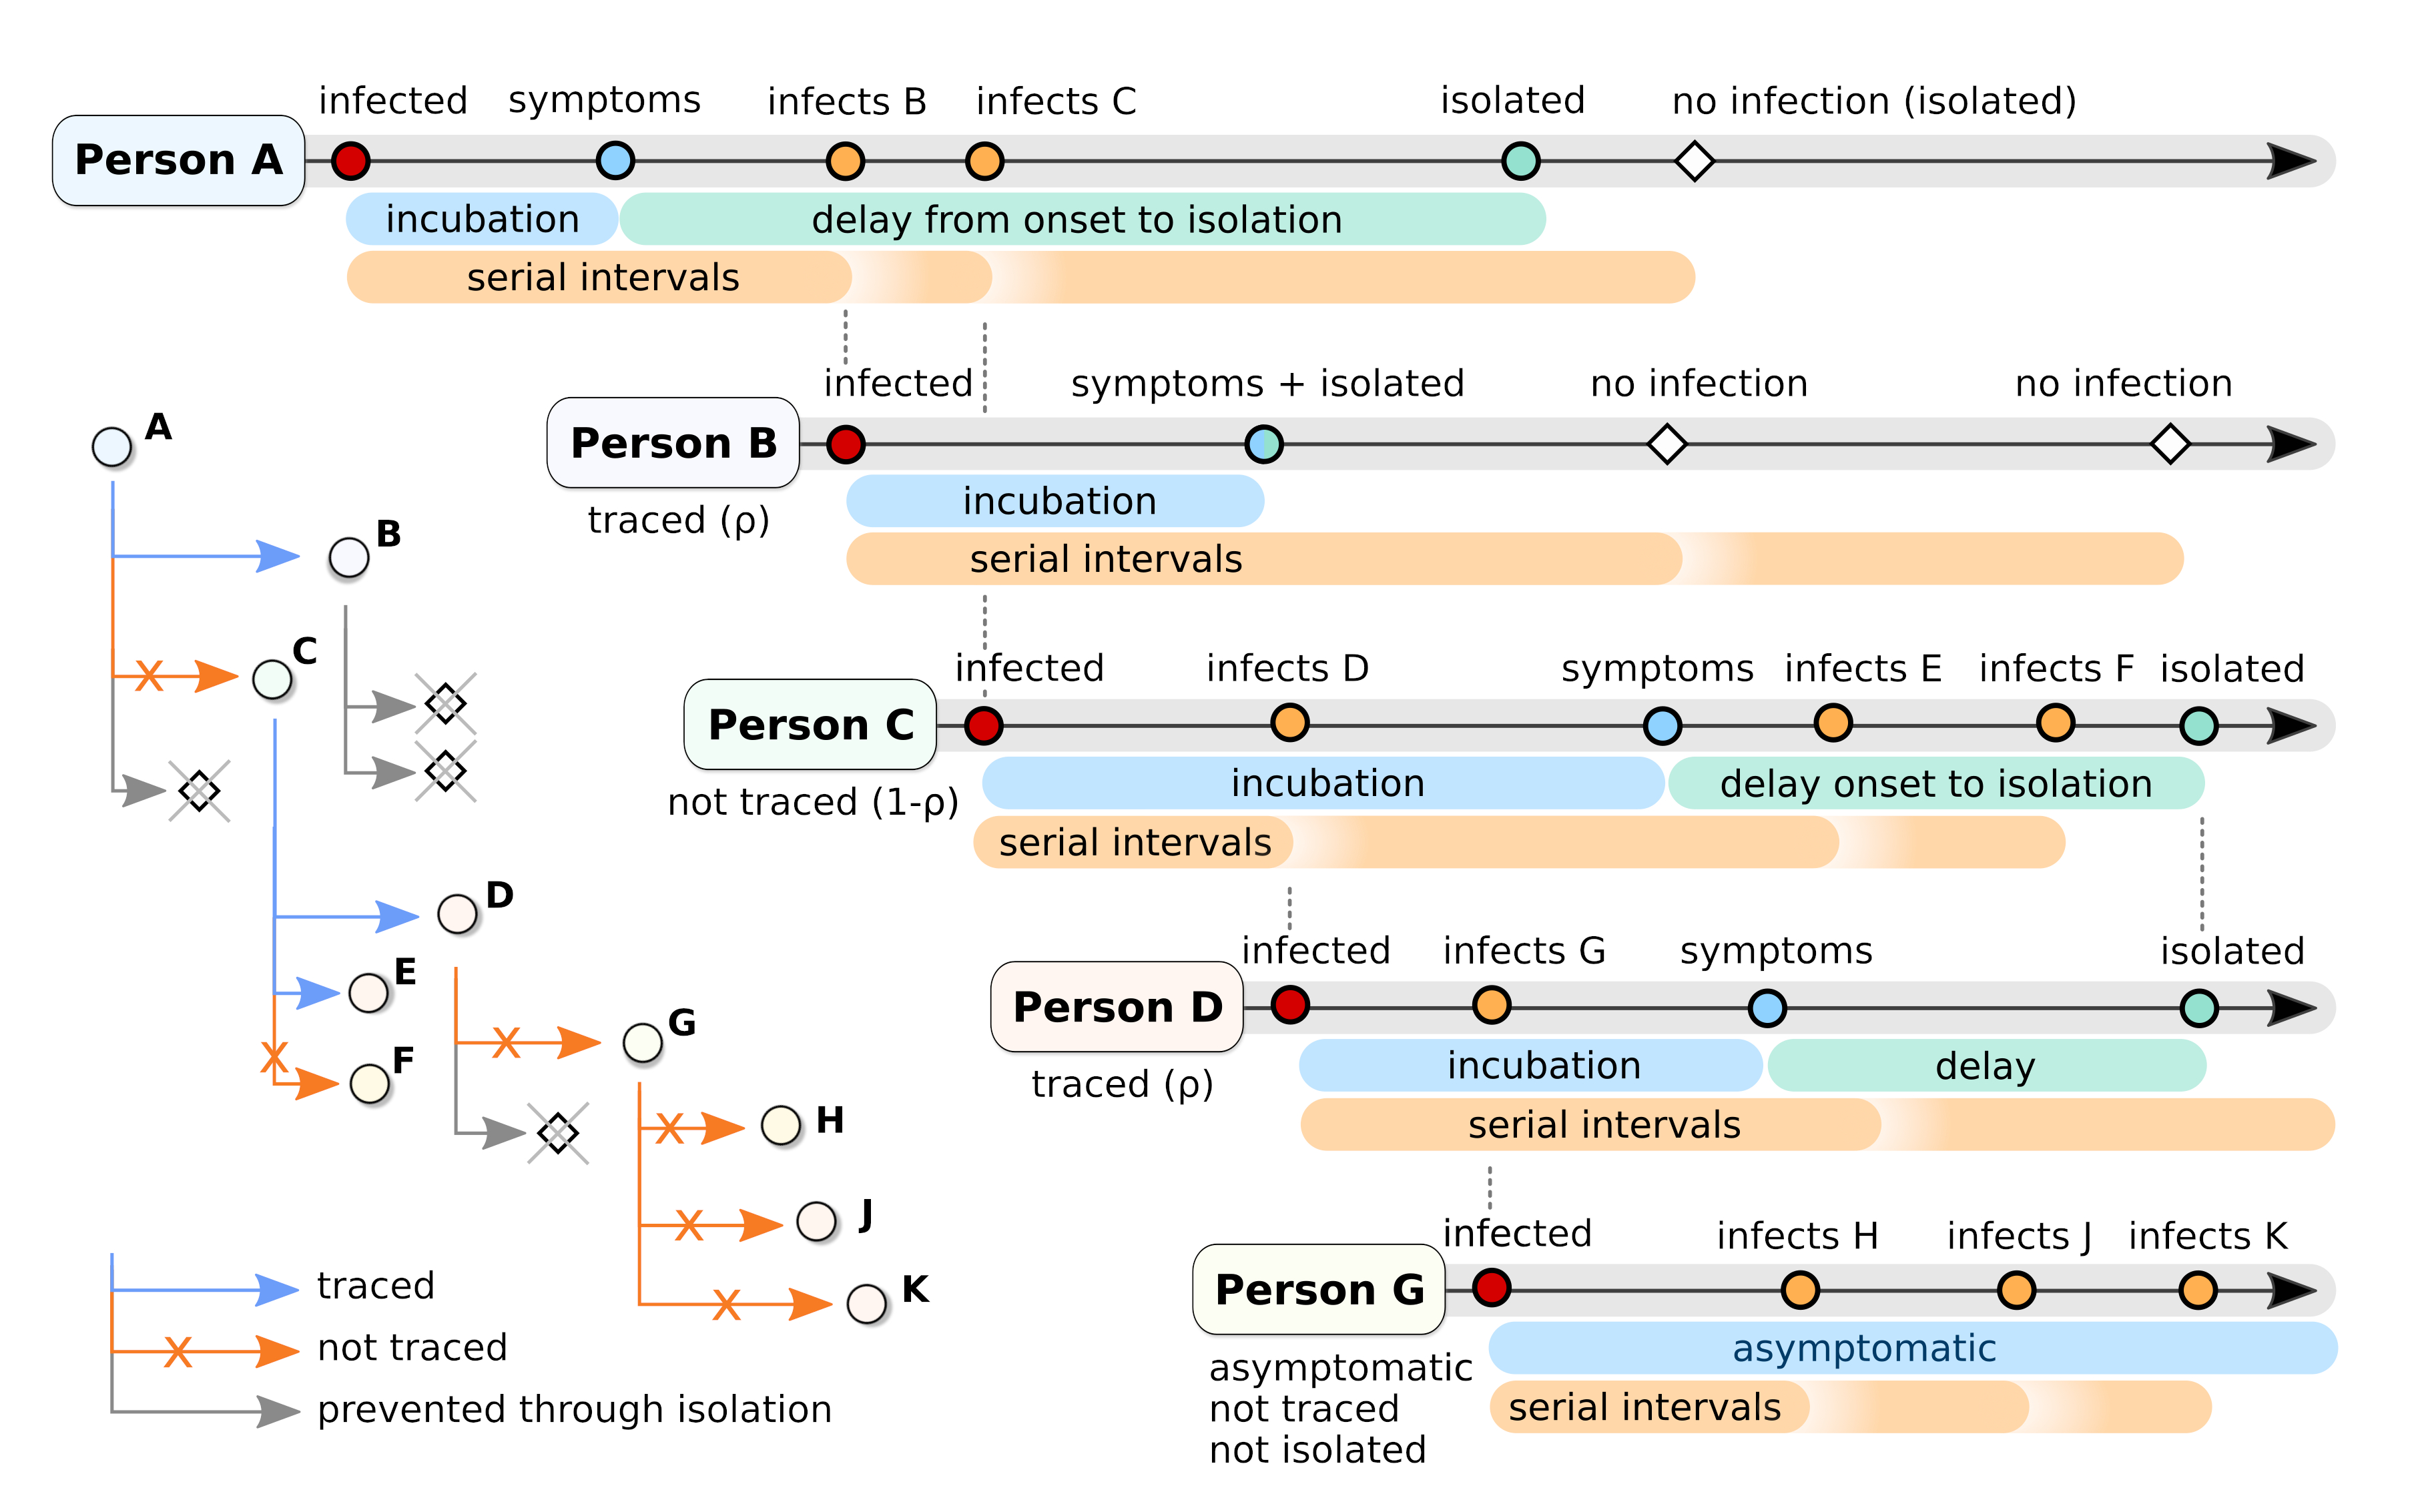 infected symptoms infects B infects C isolated no infection (isolated)
Person A
incubation delay from onset to isolation
serial intervals
infected symptoms + isolated no infection no infection
Person B
traced (ρ)
incubation
serial intervals
infected infects D symptoms infects E infects F isolated
Person C
not traced (1-ρ)
incubation delay onset to isolation
serial intervals
infected infects G symptoms isolated
Person D
traced (ρ)
incubation delay
serial intervals
infected infects H infects J infects K
Person G
asymptomatic
not traced
not isolated
asymptomatic
serial intervals
A
B
C
X
D
E
F
X
G
X
H
X
J
X
K
X
traced
X not traced
prevented through isolation